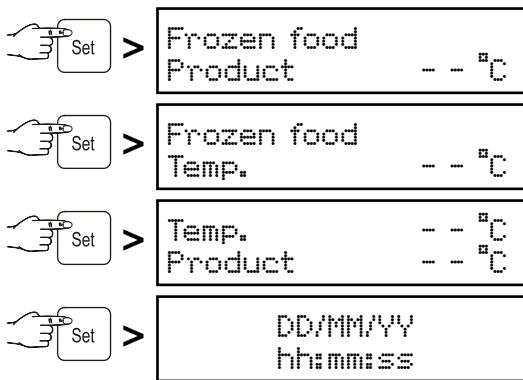 Set > Frozen food
Product - - °C
Set > Frozen food
Temp. - - °C
Set > Temp. - - °C
Product - - °C
Set > DD/MM/YY
hh:mm:ss